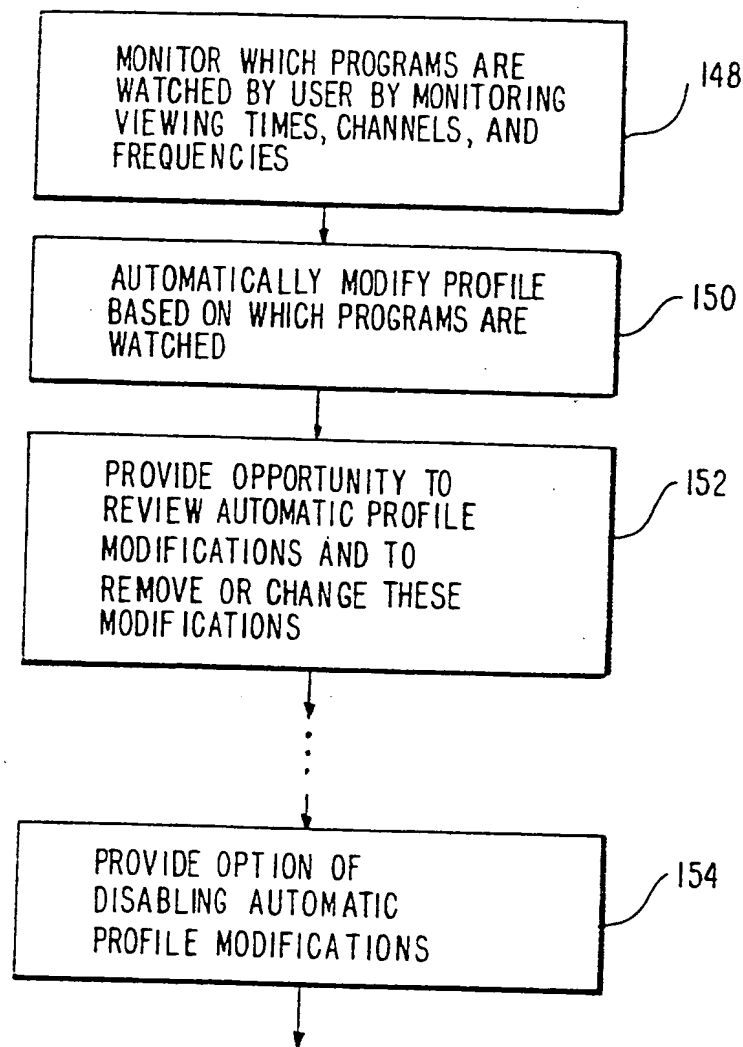 MONITOR WHICH PROGRAMS ARE
WATCHED BY USER BY MONITORING
VIEWING TIMES, CHANNELS, AND
FREQUENCIES
148
AUTOMATICALLY MODIFY PROFILE
BASED ON WHICH PROGRAMS ARE
WATCHED
150
PROVIDE OPPORTUNITY TO
REVIEW AUTOMATIC PROFILE
MODIFICATIONS AND TO
REMOVE OR CHANGE THESE
MODIFICATIONS
152
PROVIDE OPTION OF
DISABLING AUTOMATIC
PROFILE MODIFICATIONS
154